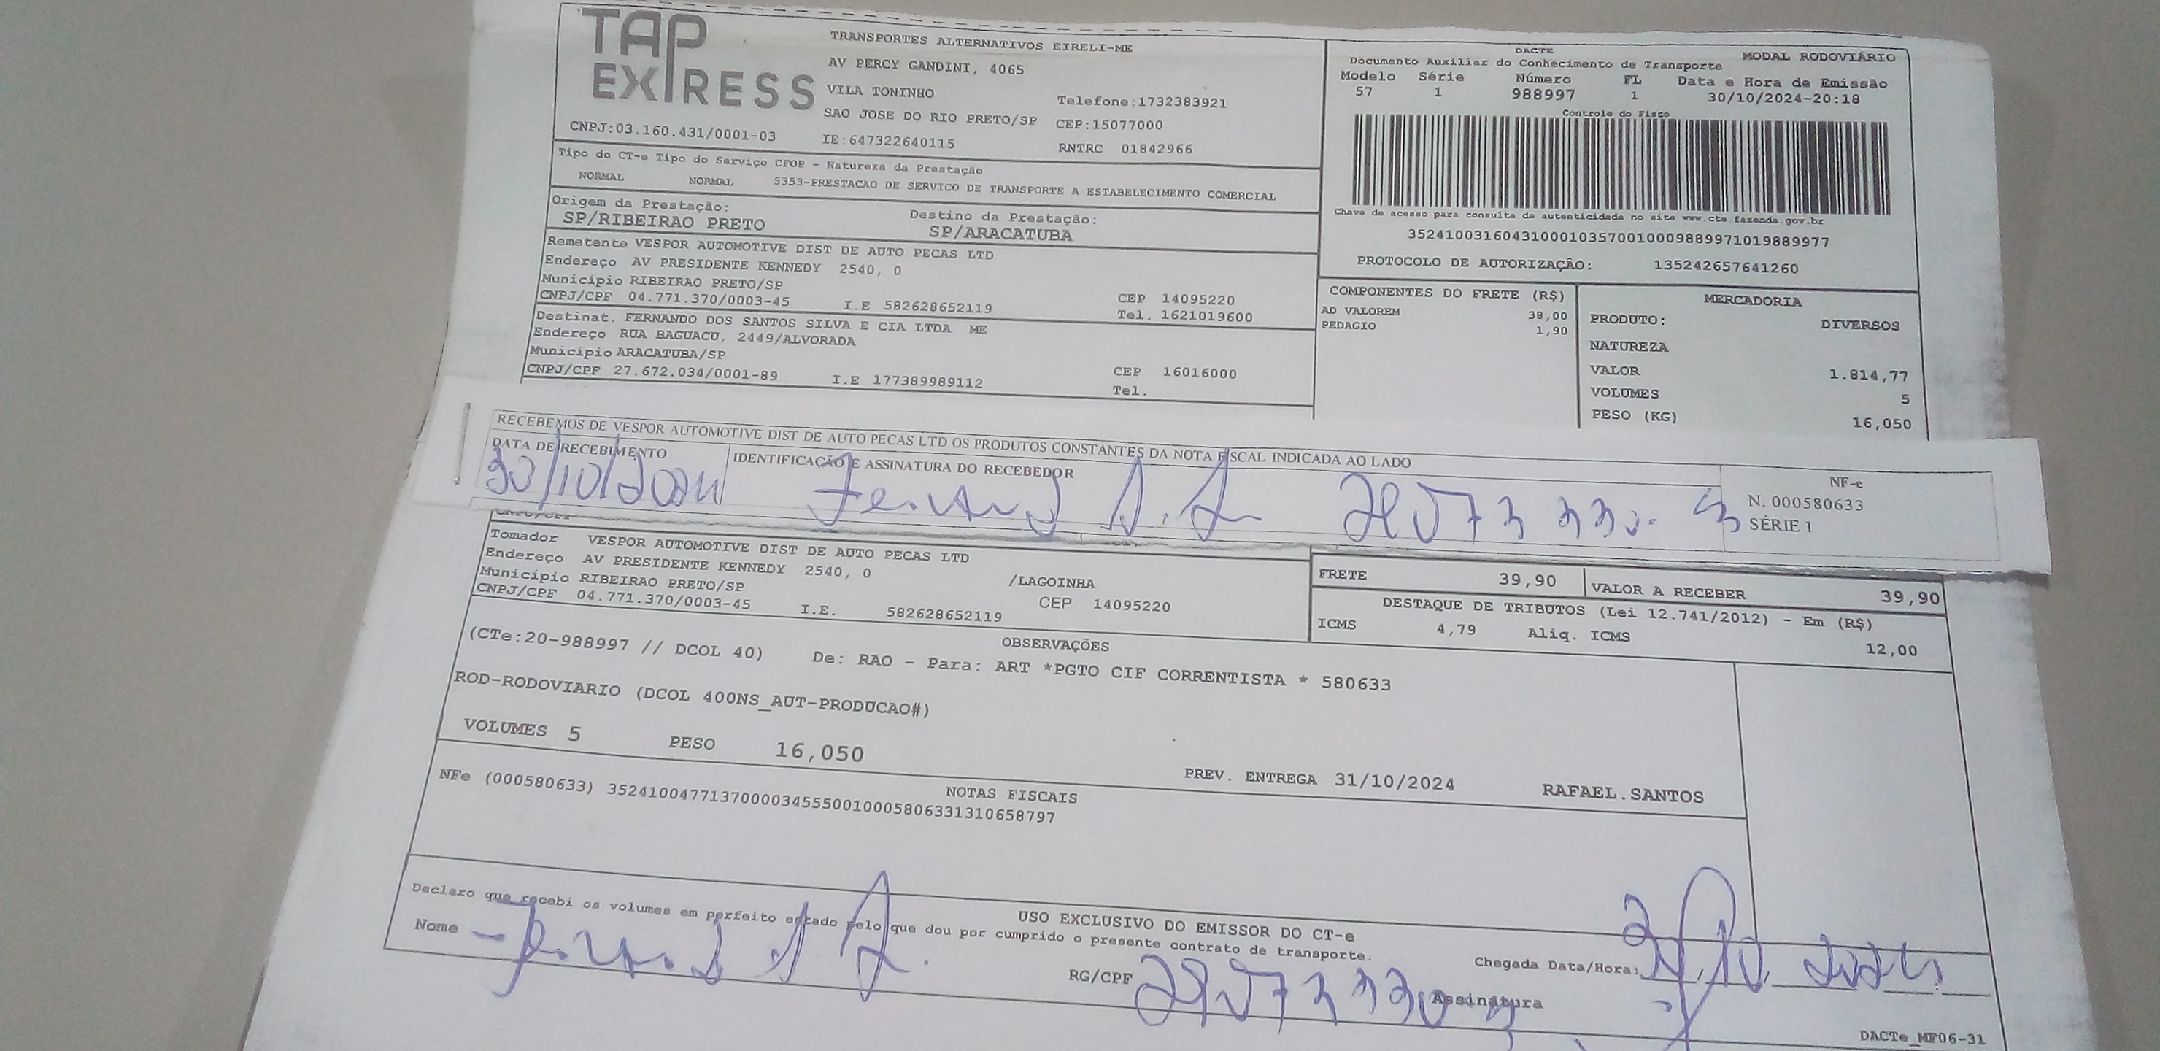 TAP
EXPRESS
TRANSPORTES ALTERNATIVOS EIRELI-ME
AV PERCY GANDINI, 4065
VILA TONINHO
Telefone:1732383921
SAO JOSE DO RIO PRETO/SP CEP:15077000
CNPJ:03.160.431/0001-03 IE:647322640115 RNTRC 01842966
DACTE MODAL RODOVIÁRIO
Documento Auxiliar do Conhecimento de Transporte
Modelo Série Número FL Data e Hora de Emissão
57 1 988997 1 30/10/2024-20:18
Controle do Fisco
Chave de acesso para consulta de autenticidade no site www.cte.fazenda.gov.br
35241003160431000103570010009889971019889977
PROTOCOLO DE AUTORIZAÇÃO: 135242657641260
Tipo do CT-e Tipo do Serviço CFOP - Natureza da Prestação
NORMAL NORMAL 5353-PRESTACAO DE SERVICO DE TRANSPORTE A ESTABELECIMENTO COMERCIAL
Origem da Prestação: Destino da Prestação:
SP/RIBEIRAO PRETO SP/ARACATUBA
Remetente VESPOR AUTOMOTIVE DIST DE AUTO PECAS LTD
Endereço AV PRESIDENTE KENNEDY 2540, 0
Município RIBEIRAO PRETO/SP CEP 14095220
CNPJ/CPF 04.771.370/0003-45 I.E 582628652119 Tel. 1621019600
Destinat. FERNANDO DOS SANTOS SILVA E CIA LTDA ME
Endereço RUA BAGUACU, 2449/ALVORADA
Município ARACATUBA/SP CEP 16016000
CNPJ/CPF 27.672.034/0001-89 I.E 177389989112 Tel.
COMPONENTES DO FRETE (R$)
AD VALOREM 38,00
PEDAGIO 1,90
MERCADORIA
PRODUTO: DIVERSOS
NATUREZA
VALOR 1.814,77
VOLUMES 5
PESO (KG) 16,050
RECEBEMOS DE VESPOR AUTOMOTIVE DIST DE AUTO PECAS LTD OS PRODUTOS CONSTANTES DA NOTA FISCAL INDICADA AO LADO
DATA DE RECEBIMENTO IDENTIFICAÇÃO E ASSINATURA DO RECEBEDOR
NF-e
N. 000580633
SÉRIE 1
Tomador VESPOR AUTOMOTIVE DIST DE AUTO PECAS LTD
Endereço AV PRESIDENTE KENNEDY 2540, 0 /LAGOINHA
Município RIBEIRAO PRETO/SP CEP 14095220
CNPJ/CPF 04.771.370/0003-45 I.E. 582628652119
FRETE 39,90 VALOR A RECEBER 39,90
DESTAQUE DE TRIBUTOS (Lei 12.741/2012) - Em (R$)
ICMS 4,79 Aliq. ICMS 12,00
OBSERVAÇÕES
(CTe:20-988997 // DCOL 40) De: RAO - Para: ART *PGTO CIF CORRENTISTA * 580633
ROD-RODOVIARIO (DCOL 400NS_AUT-PRODUCAO#)
VOLUMES 5 PESO 16,050 PREV. ENTREGA 31/10/2024 RAFAEL.SANTOS
NOTAS FISCAIS
NFe (000580633) 35241004771370000345550010005806331310658797
USO EXCLUSIVO DO EMISSOR DO CT-e
Declaro que recebi os volumes em perfeito estado pelo que dou por cumprido o presente contrato de transporte.
Nome RG/CPF Assinatura Chegada Data/Hora:
DACTe_MF06-31